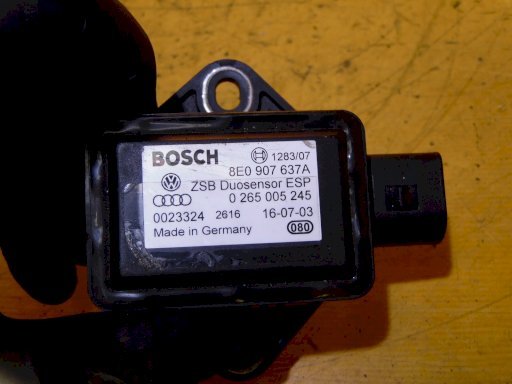 BOSCH 1283/07
8E0 907 637A
ZSB Duosensor ESP
0 265 005 245
0023324 2616 16-07-03
Made in Germany 080